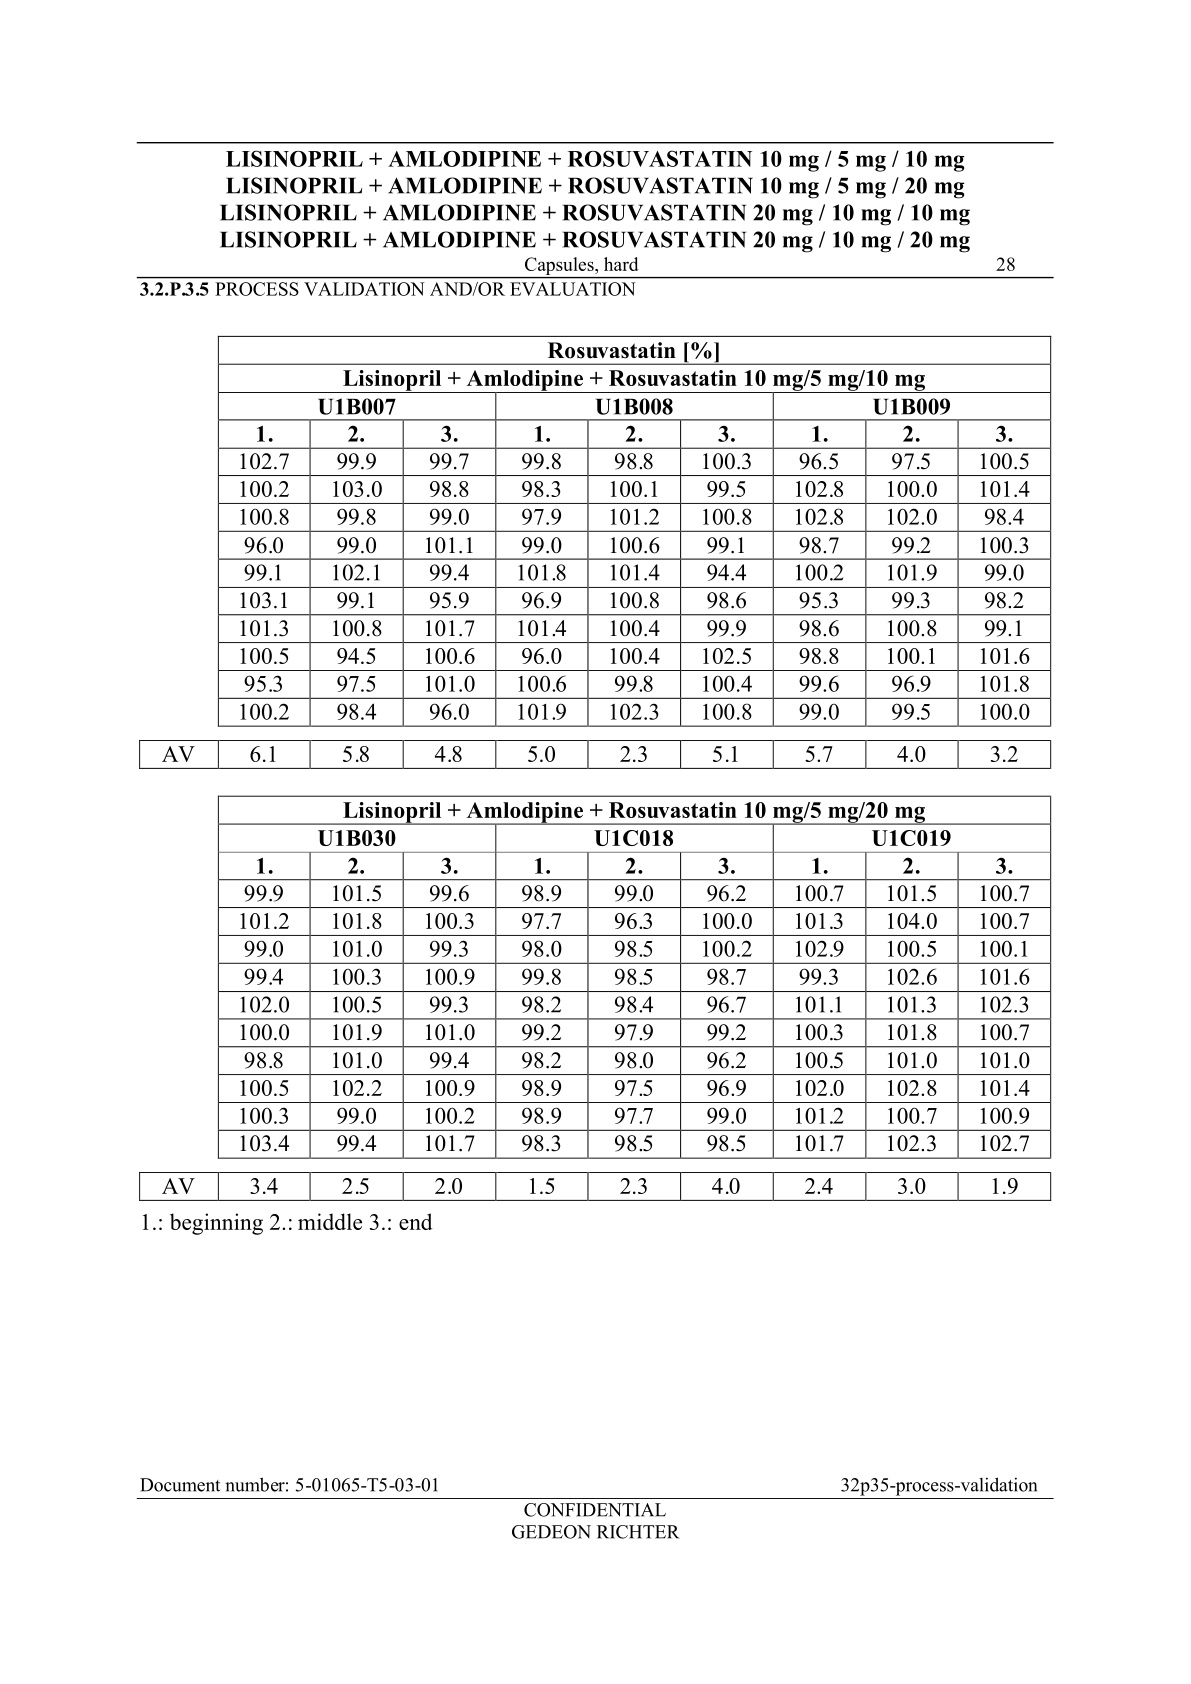 LISINOPRIL + AMLODIPINE + ROSUVASTATIN 10 mg / 5 mg / 10 mg
LISINOPRIL + AMLODIPINE + ROSUVASTATIN 10 mg / 5 mg / 20 mg
LISINOPRIL + AMLODIPINE + ROSUVASTATIN 20 mg / 10 mg / 10 mg
LISINOPRIL + AMLODIPINE + ROSUVASTATIN 20 mg / 10 mg / 20 mg
Capsules, hard 28
3.2.P.3.5 PROCESS VALIDATION AND/OR EVALUATION
Rosuvastatin [%]
Lisinopril + Amlodipine + Rosuvastatin 10 mg/5 mg/10 mg
U1B007 U1B008 U1B009
1. 2. 3. 1. 2. 3. 1. 2. 3.
102.7 99.9 99.7 99.8 98.8 100.3 96.5 97.5 100.5
100.2 103.0 98.8 98.3 100.1 99.5 102.8 100.0 101.4
100.8 99.8 99.0 97.9 101.2 100.8 102.8 102.0 98.4
96.0 99.0 101.1 99.0 100.6 99.1 98.7 99.2 100.3
99.1 102.1 99.4 101.8 101.4 94.4 100.2 101.9 99.0
103.1 99.1 95.9 96.9 100.8 98.6 95.3 99.3 98.2
101.3 100.8 101.7 101.4 100.4 99.9 98.6 100.8 99.1
100.5 94.5 100.6 96.0 100.4 102.5 98.8 100.1 101.6
95.3 97.5 101.0 100.6 99.8 100.4 99.6 96.9 101.8
100.2 98.4 96.0 101.9 102.3 100.8 99.0 99.5 100.0
AV 6.1 5.8 4.8 5.0 2.3 5.1 5.7 4.0 3.2
Lisinopril + Amlodipine + Rosuvastatin 10 mg/5 mg/20 mg
U1B030 U1C018 U1C019
1. 2. 3. 1. 2. 3. 1. 2. 3.
99.9 101.5 99.6 98.9 99.0 96.2 100.7 101.5 100.7
101.2 101.8 100.3 97.7 96.3 100.0 101.3 104.0 100.7
99.0 101.0 99.3 98.0 98.5 100.2 102.9 100.5 100.1
99.4 100.3 100.9 99.8 98.5 98.7 99.3 102.6 101.6
102.0 100.5 99.3 98.2 98.4 96.7 101.1 101.3 102.3
100.0 101.9 101.0 99.2 97.9 99.2 100.3 101.8 100.7
98.8 101.0 99.4 98.2 98.0 96.2 100.5 101.0 101.0
100.5 102.2 100.9 98.9 97.5 96.9 102.0 102.8 101.4
100.3 99.0 100.2 98.9 97.7 99.0 101.2 100.7 100.9
103.4 99.4 101.7 98.3 98.5 98.5 101.7 102.3 102.7
AV 3.4 2.5 2.0 1.5 2.3 4.0 2.4 3.0 1.9
1.: beginning 2.: middle 3.: end
Document number: 5-01065-T5-03-01 32p35-process-validation
CONFIDENTIAL
GEDEON RICHTER